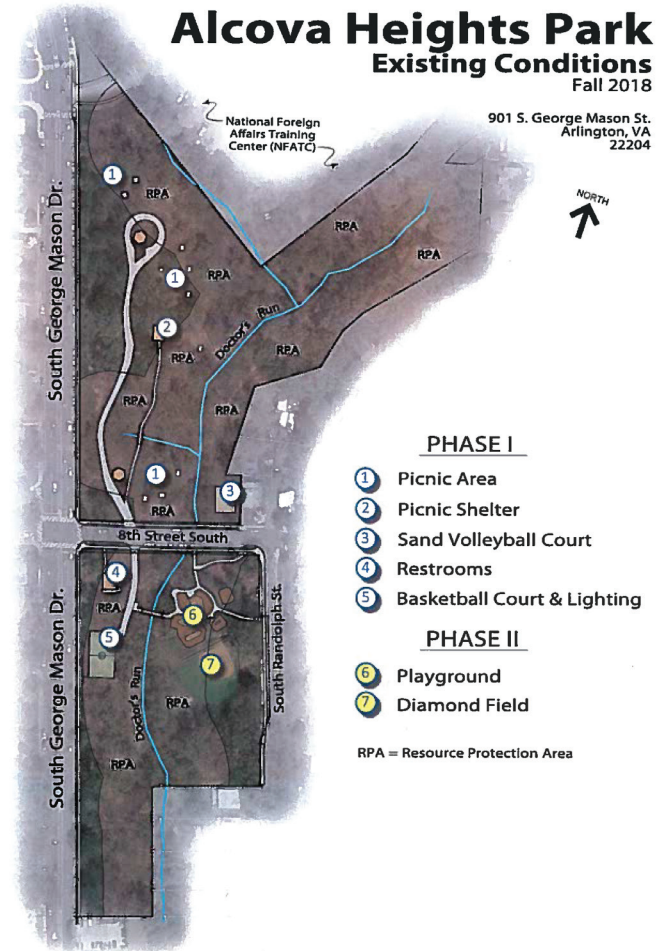 Alcova Heights Park
Existing Conditions
Fall 2018
901 S. George Mason St.
Arlington, VA
22204
National Foreign
Affairs Training
Center (NFATC)
NORTH
South George Mason Dr.
1
RPA
RPA
RPA
1
RPA
2
RPA
Doctor's Run
RPA
RPA
RPA
RPA
1
3
RPA
8th Street South
4
RPA
5
6
7
South George Mason Dr.
Doctor's Run
RPA
RPA
South Randolph St.
PHASE I
1 Picnic Area
2 Picnic Shelter
3 Sand Volleyball Court
4 Restrooms
5 Basketball Court & Lighting
PHASE II
6 Playground
7 Diamond Field
RPA = Resource Protection Area